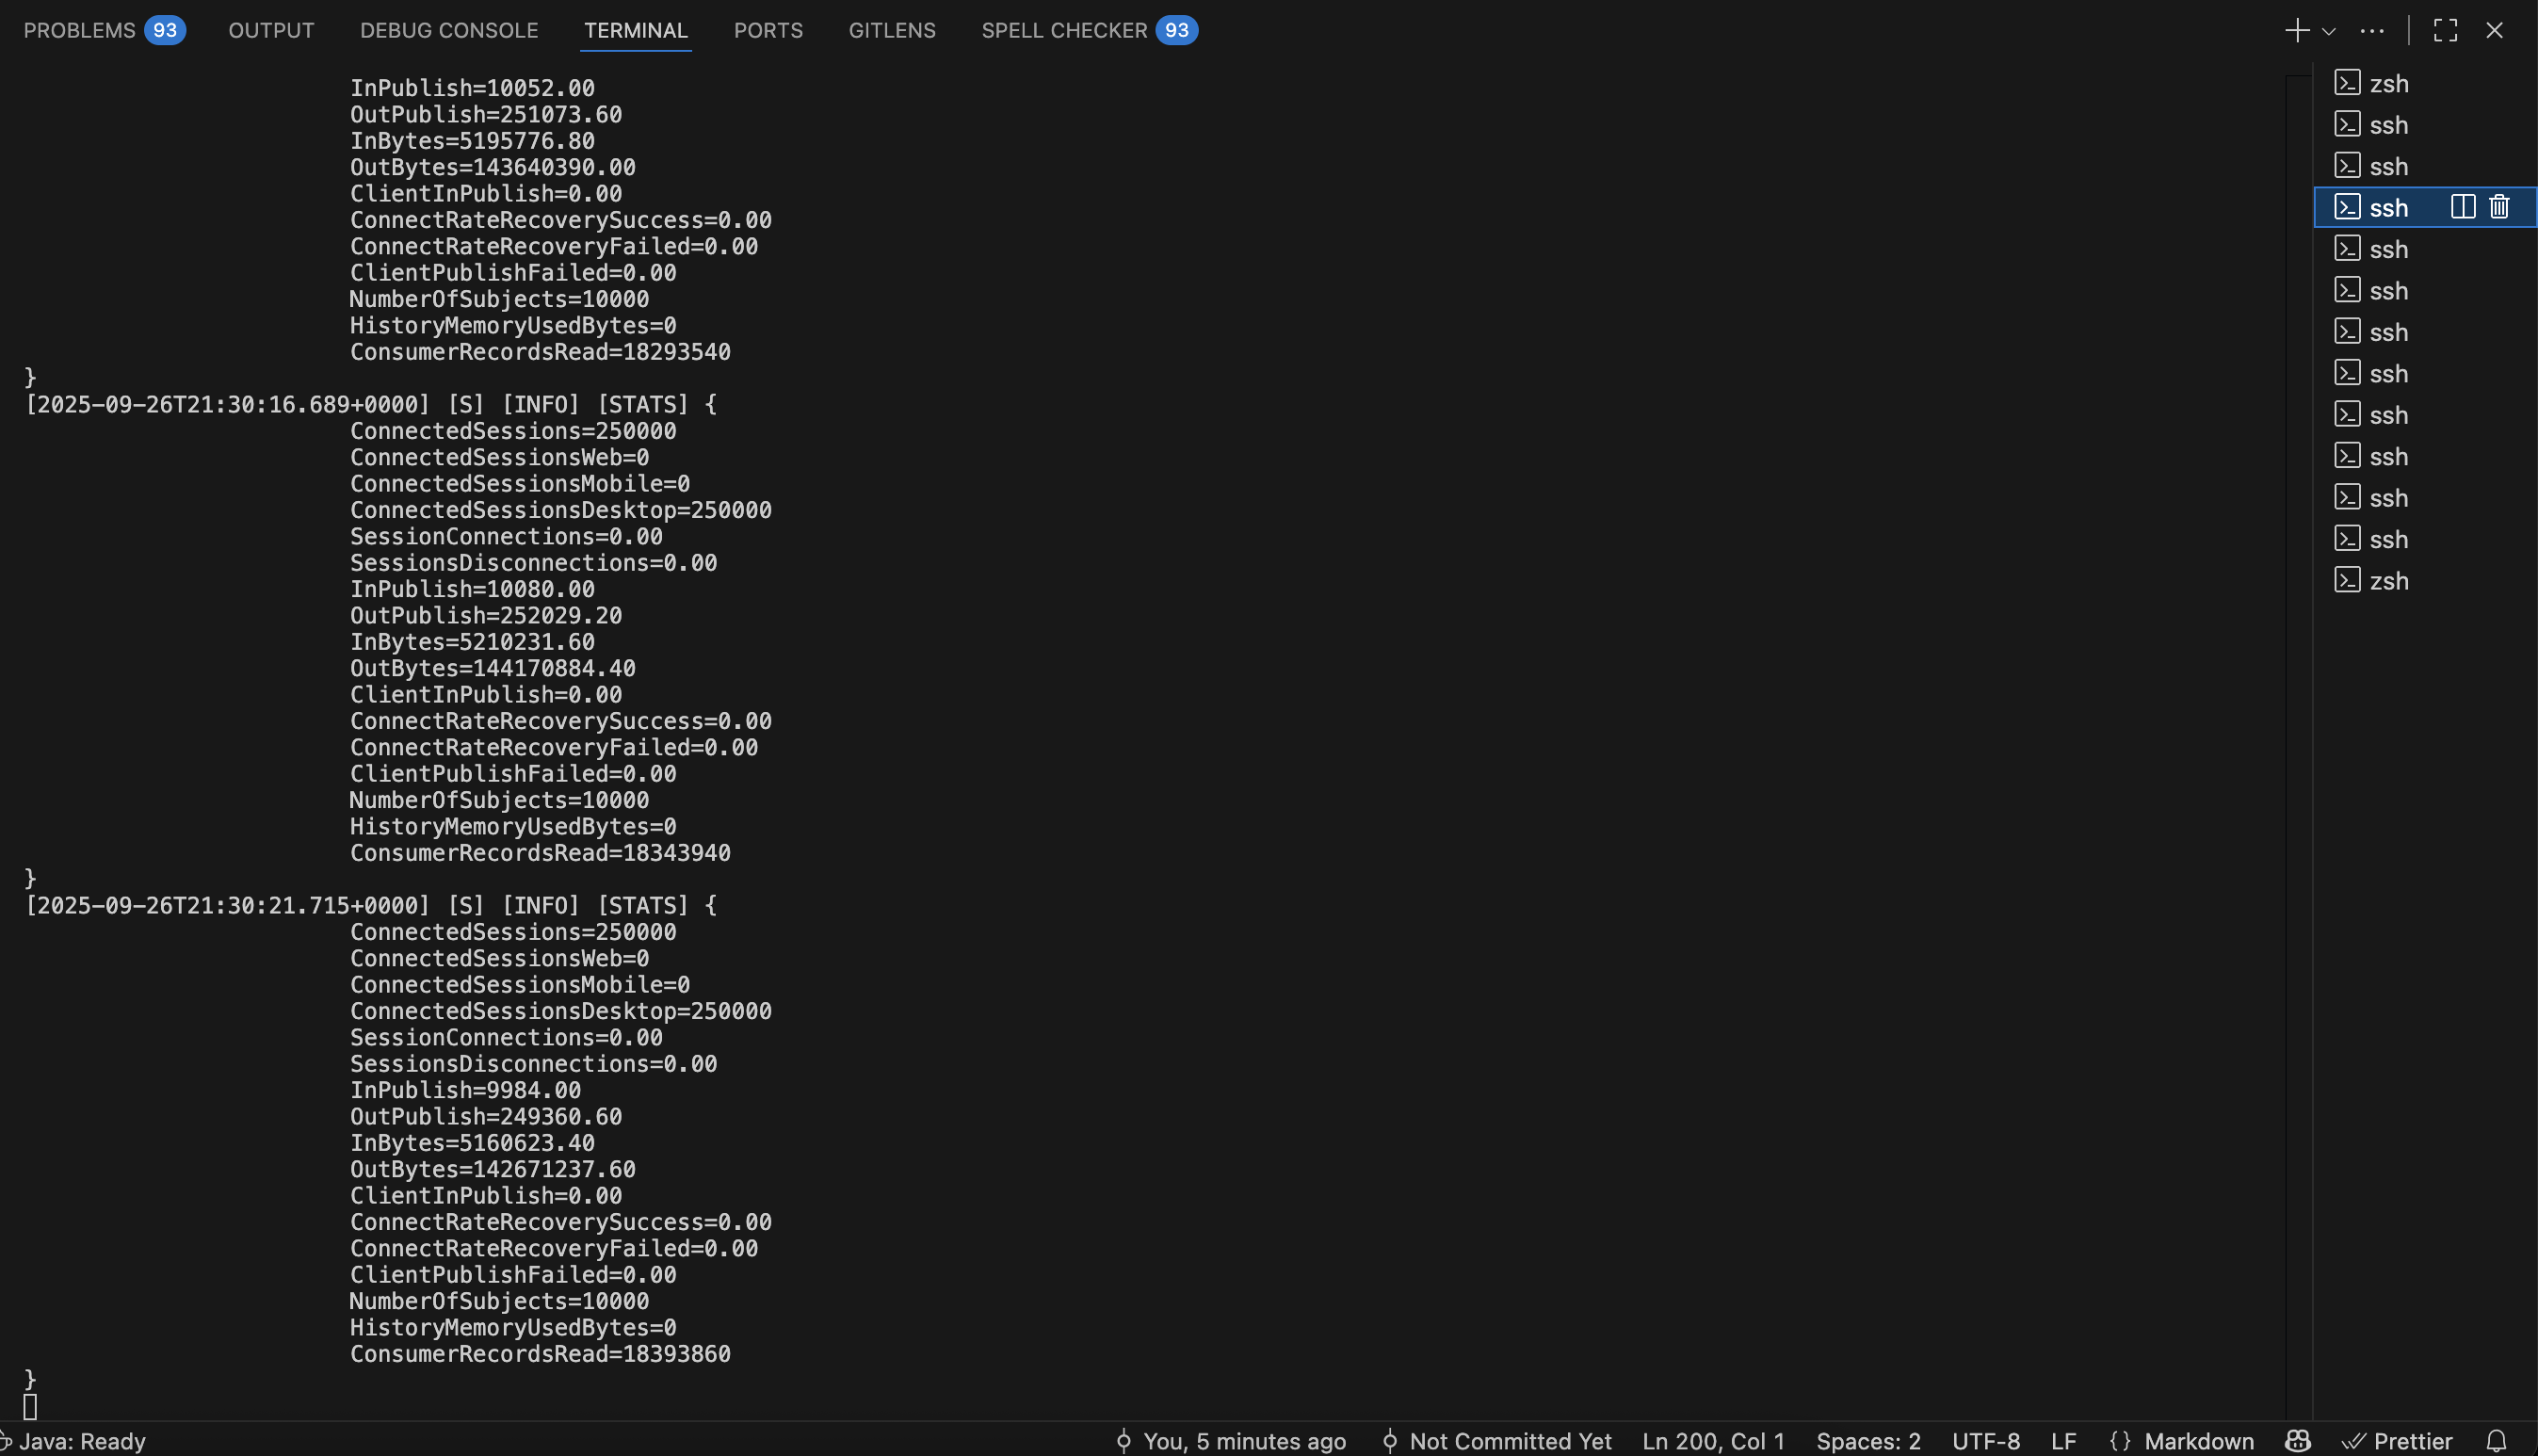 PROBLEMS 93 OUTPUT DEBUG CONSOLE TERMINAL PORTS GITLENS SPELL CHECKER 93
InPublish=10052.00
OutPublish=251073.60
InBytes=5195776.80
OutBytes=143640390.00
ClientInPublish=0.00
ConnectRateRecoverySuccess=0.00
ConnectRateRecoveryFailed=0.00
ClientPublishFailed=0.00
NumberOfSubjects=10000
HistoryMemoryUsedBytes=0
ConsumerRecordsRead=18293540
}
[2025-09-26T21:30:16.689+0000] [S] [INFO] [STATS] {
ConnectedSessions=250000
ConnectedSessionsWeb=0
ConnectedSessionsMobile=0
ConnectedSessionsDesktop=250000
SessionConnections=0.00
SessionsDisconnections=0.00
InPublish=10080.00
OutPublish=252029.20
InBytes=5210231.60
OutBytes=144170884.40
ClientInPublish=0.00
ConnectRateRecoverySuccess=0.00
ConnectRateRecoveryFailed=0.00
ClientPublishFailed=0.00
NumberOfSubjects=10000
HistoryMemoryUsedBytes=0
ConsumerRecordsRead=18343940
}
[2025-09-26T21:30:21.715+0000] [S] [INFO] [STATS] {
ConnectedSessions=250000
ConnectedSessionsWeb=0
ConnectedSessionsMobile=0
ConnectedSessionsDesktop=250000
SessionConnections=0.00
SessionsDisconnections=0.00
InPublish=9984.00
OutPublish=249360.60
InBytes=5160623.40
OutBytes=142671237.60
ClientInPublish=0.00
ConnectRateRecoverySuccess=0.00
ConnectRateRecoveryFailed=0.00
ClientPublishFailed=0.00
NumberOfSubjects=10000
HistoryMemoryUsedBytes=0
ConsumerRecordsRead=18393860
}
zsh
ssh
ssh
ssh
ssh
ssh
ssh
ssh
ssh
ssh
ssh
ssh
zsh
Java: Ready You, 5 minutes ago Not Committed Yet Ln 200, Col 1 Spaces: 2 UTF-8 LF {} Markdown Prettier